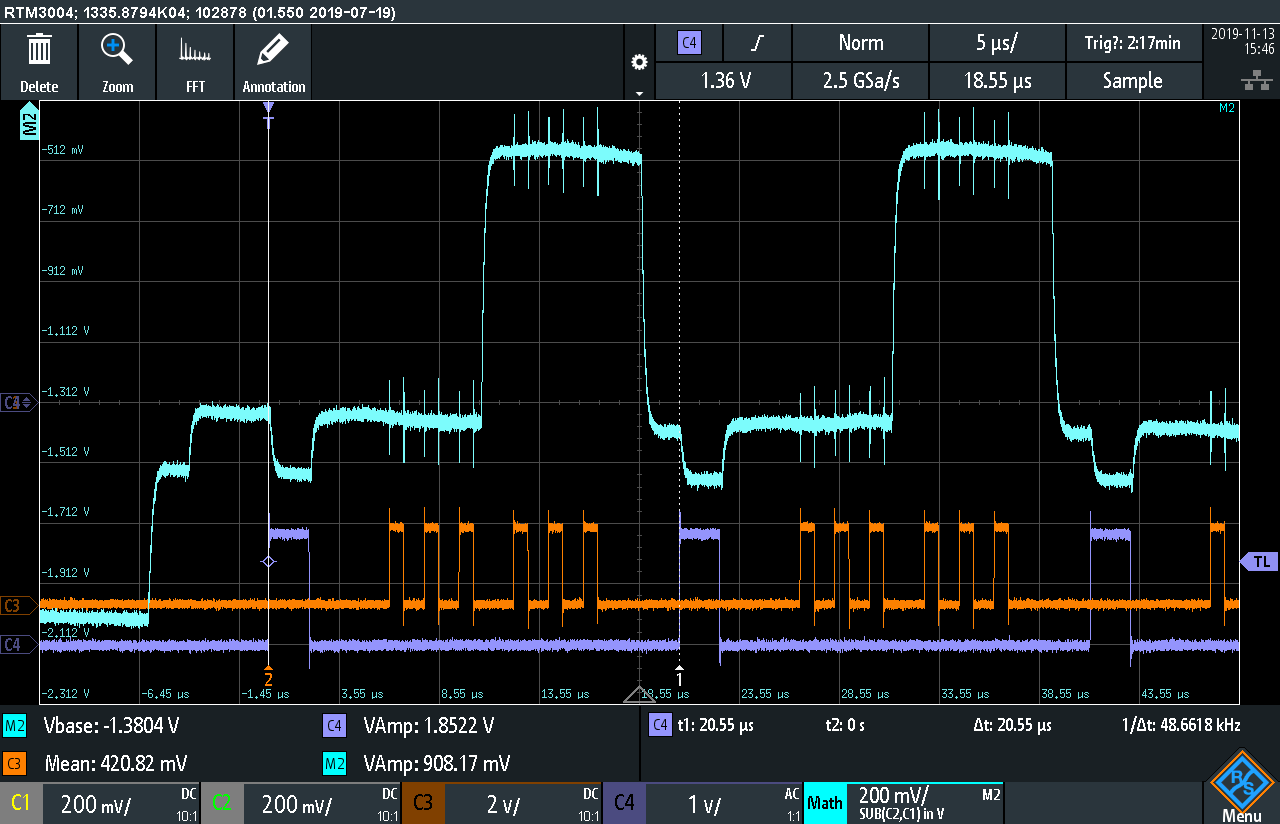 RTM3004; 1335.8794K04; 102878 (01.550 2019-07-19)
Delete
Zoom
FFT
Annotation
C4
Norm
5 µs/
Trig?: 2:17min
2019-11-13
15:46
1.36 V
2.5 GSa/s
18.55 µs
Sample
M2
M2
T
-512 mV
-712 mV
-912 mV
-1,112 V
-1,312 V
-1,512 V
-1,712 V
-1,912 V
-2,112 V
-2,312 V
C3
C4
TL
2
1
-6,45 µs
-1,45 µs
3,55 µs
8,55 µs
13,55 µs
18,55 µs
23,55 µs
28,55 µs
33,55 µs
38,55 µs
43,55 µs
M2 Vbase: -1.3804 V
C4 VAmp: 1.8522 V
C4 t1: 20.55 µs t2: 0 s Δt: 20.55 µs 1/Δt: 48.6618 kHz
C3 Mean: 420.82 mV
M2 VAmp: 908.17 mV
C1 200 mV/ DC 10:1
C2 200 mV/ DC 10:1
C3 2 V/ DC 10:1
C4 1 V/ AC 1:1
Math 200 mV/ M2
SUB(C2,C1) in V
R S
Menu